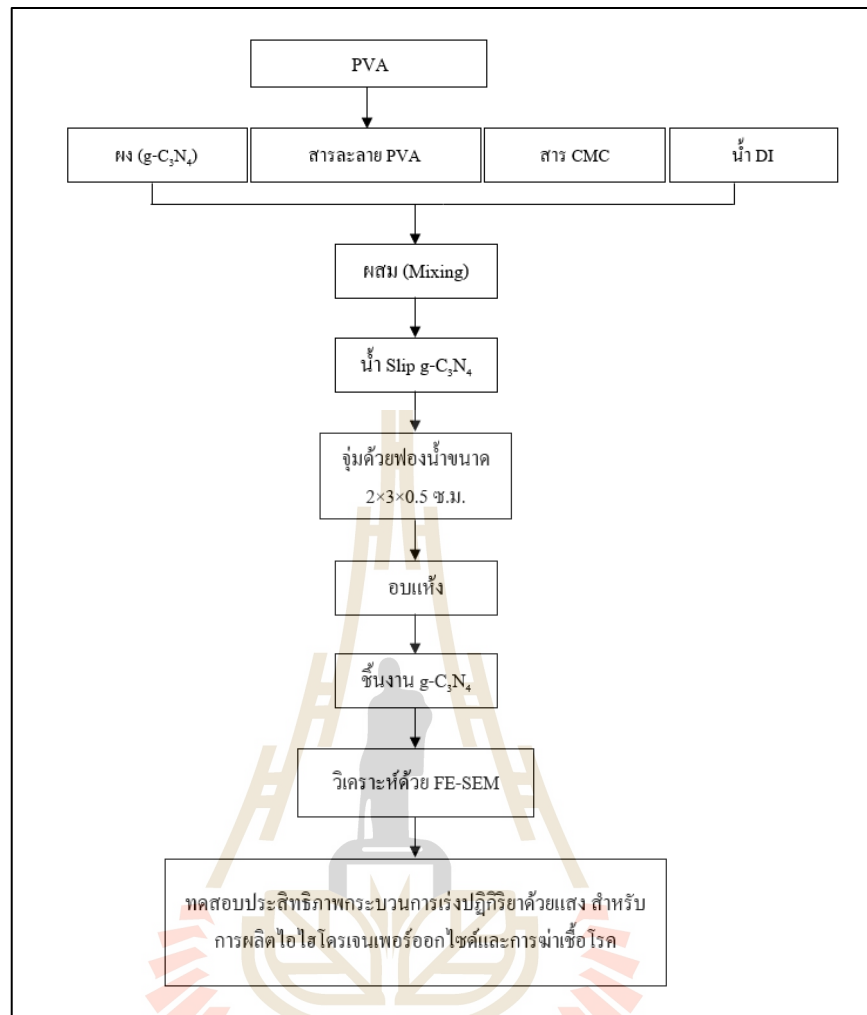 PVA
ผง (g-C₃N₄) สารละลาย PVA สาร CMC น้ำ DI
ผสม (Mixing)
น้ำ Slip g-C₃N₄
จุ่มด้วยฟองน้ำขนาด
2×3×0.5 ซ.ม.
อบแห้ง
ชิ้นงาน g-C₃N₄
วิเคราะห์ด้วย FE-SEM
ทดสอบประสิทธิภาพกระบวนการเร่งปฏิกิริยาด้วยแสง สำหรับ
การผลิตไอไฮโดรเจนเพอร์ออกไซด์และการฆ่าเชื้อโรค